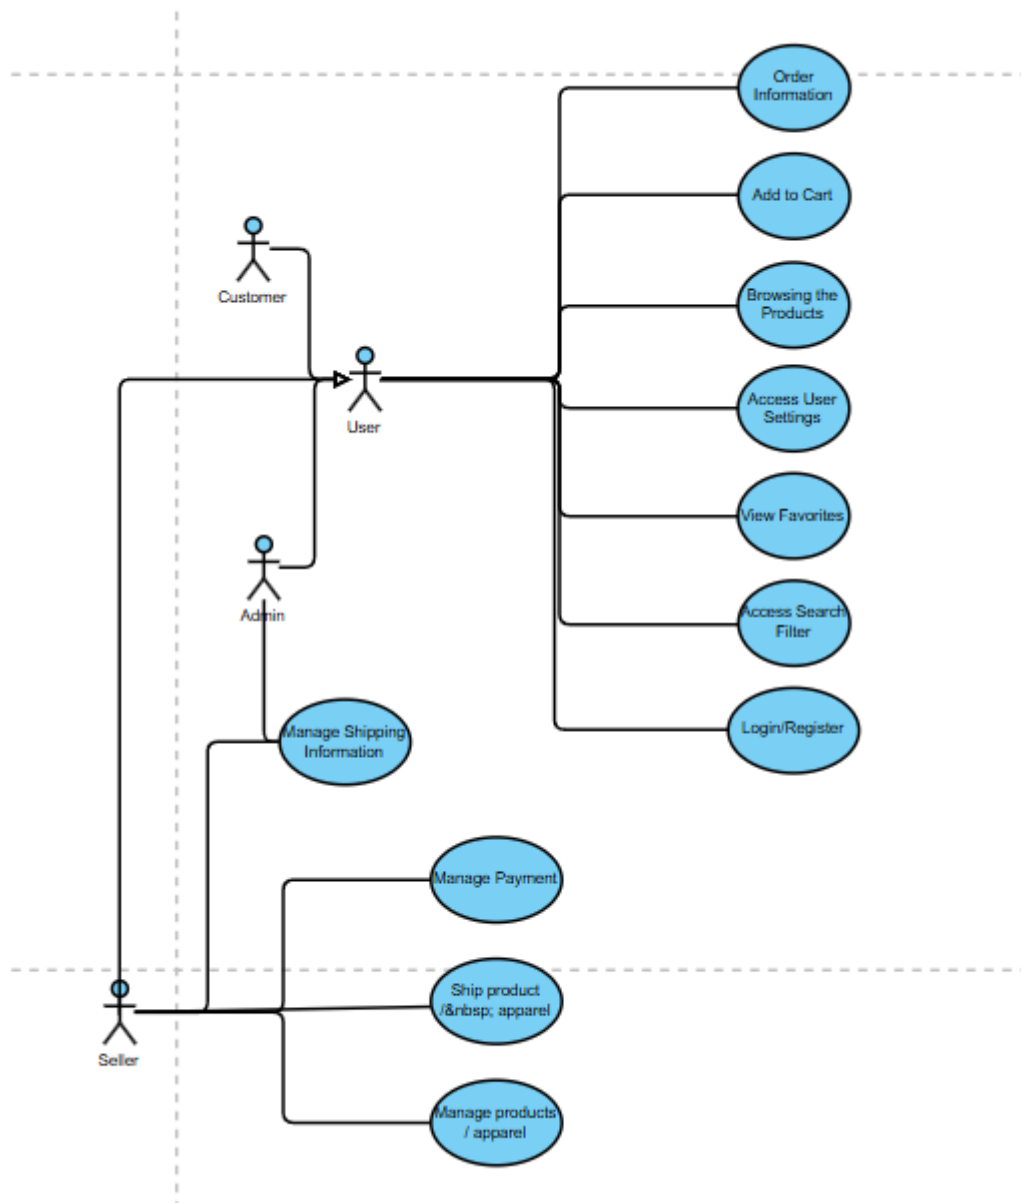 Order
Information
Add to Cart
Customer
Browsing the
Products
User
Access User
Settings
View Favorites
Admin
Access Search
Filter
Manage Shipping
Information
Login/Register
Manage Payment
Seller
Ship product
/&nbsp; apparel
Manage products
/ apparel